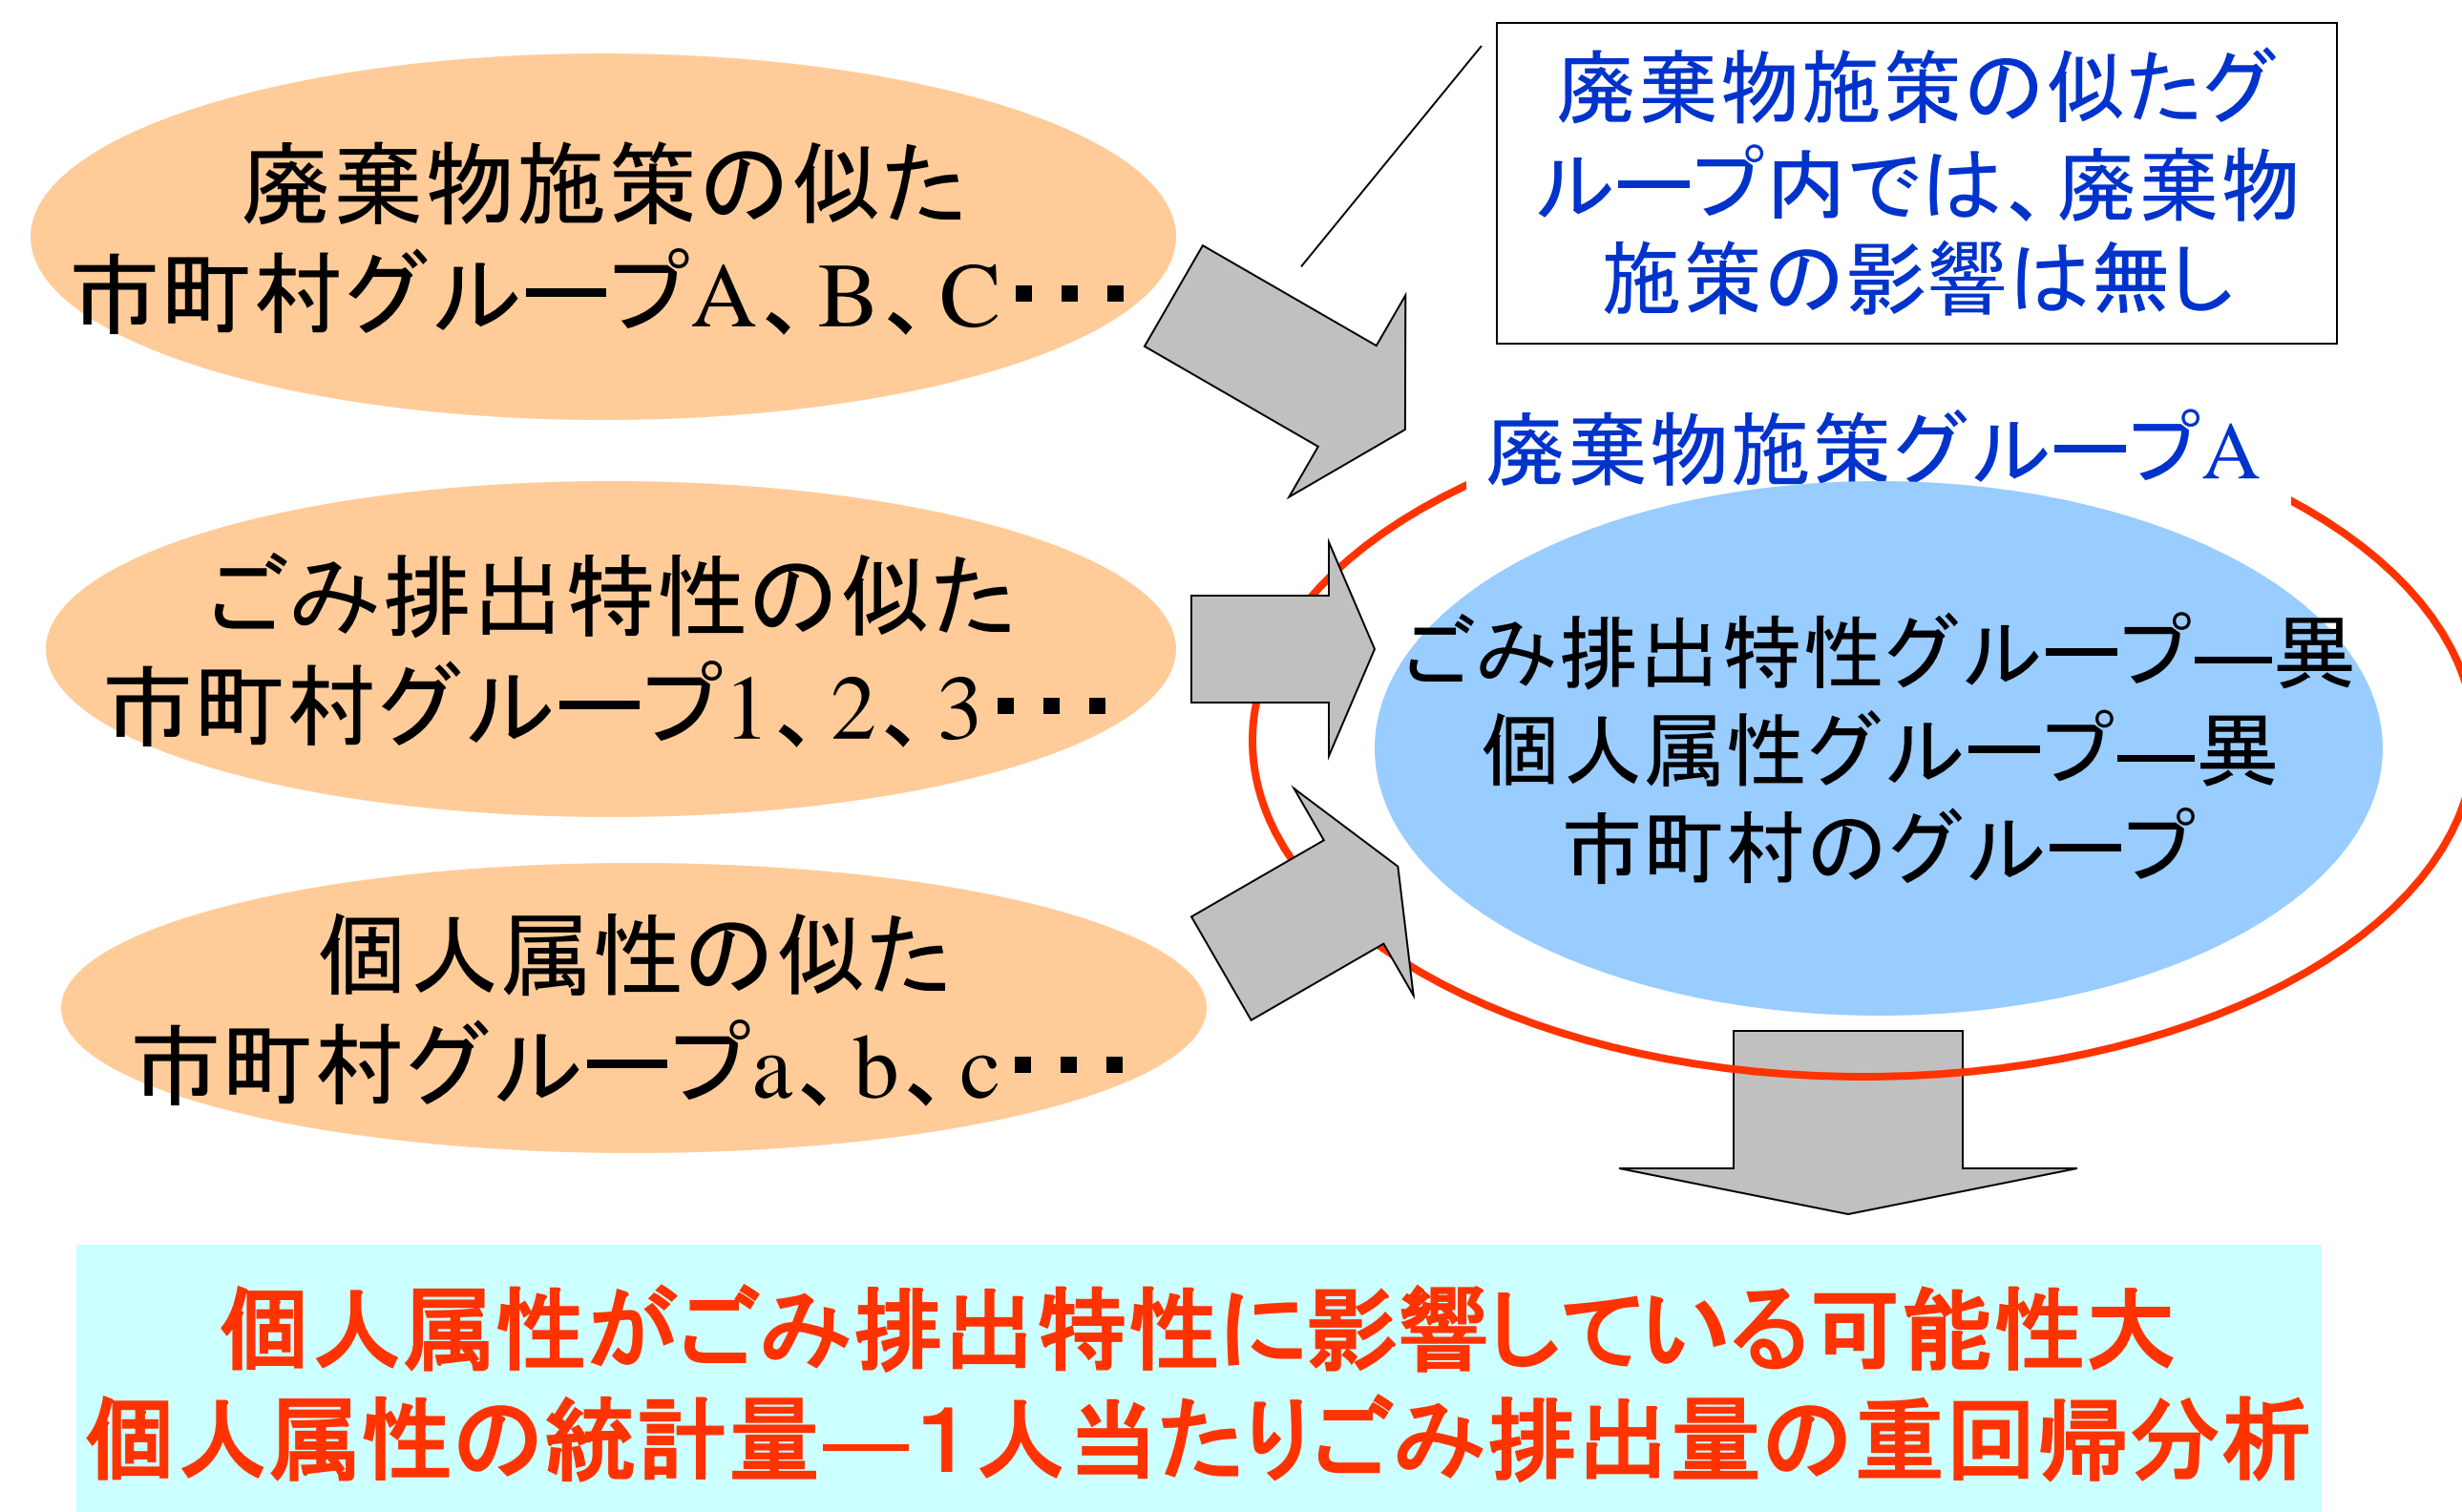 廃棄物施策の似た
市町村グループA、B、C･･･
ごみ排出特性の似た
市町村グループ1、2、3･･･
個人属性の似た
市町村グループa、b、c･･･
廃棄物施策の似たグ
ループ内では、廃棄物
施策の影響は無し
廃棄物施策グループA
ごみ排出特性グループ―異
個人属性グループ―異
市町村のグループ
個人属性がごみ排出特性に影響している可能性大
個人属性の統計量―１人当たりごみ排出量の重回帰分析